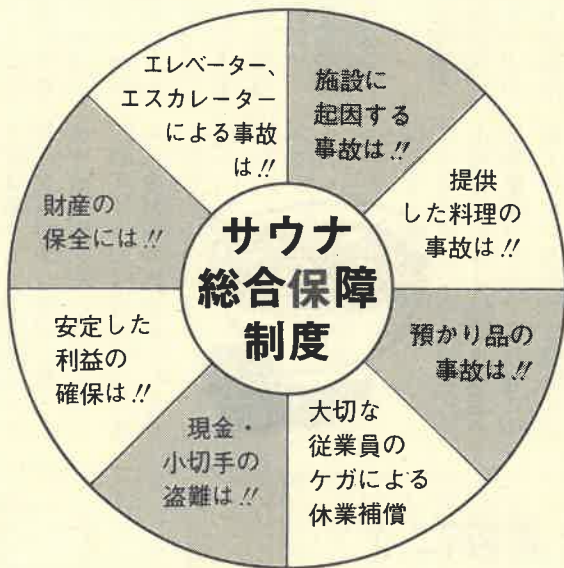 エレベーター、
エスカレーター
による事故
は!!
施設に
起因する
事故は!!
提供
した料理の
事故は!!
預かり品の
事故は!!
大切な
従業員の
ケガによる
休業補償
現金・
小切手の
盗難は!!
安定した
利益の
確保は!!
財産の
保全には!!
サウナ
総合保障
制度